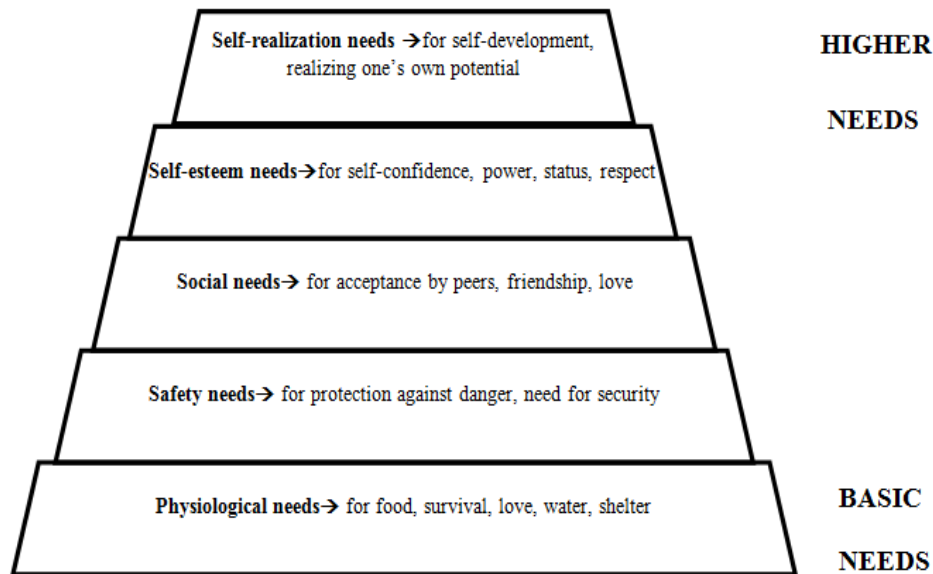 Self-realization needs →for self-development,
realizing one's own potential
HIGHER
NEEDS
Self-esteem needs→for self-confidence, power, status, respect
Social needs→ for acceptance by peers, friendship, love
Safety needs→ for protection against danger, need for security
Physiological needs→ for food, survival, love, water, shelter
BASIC
NEEDS